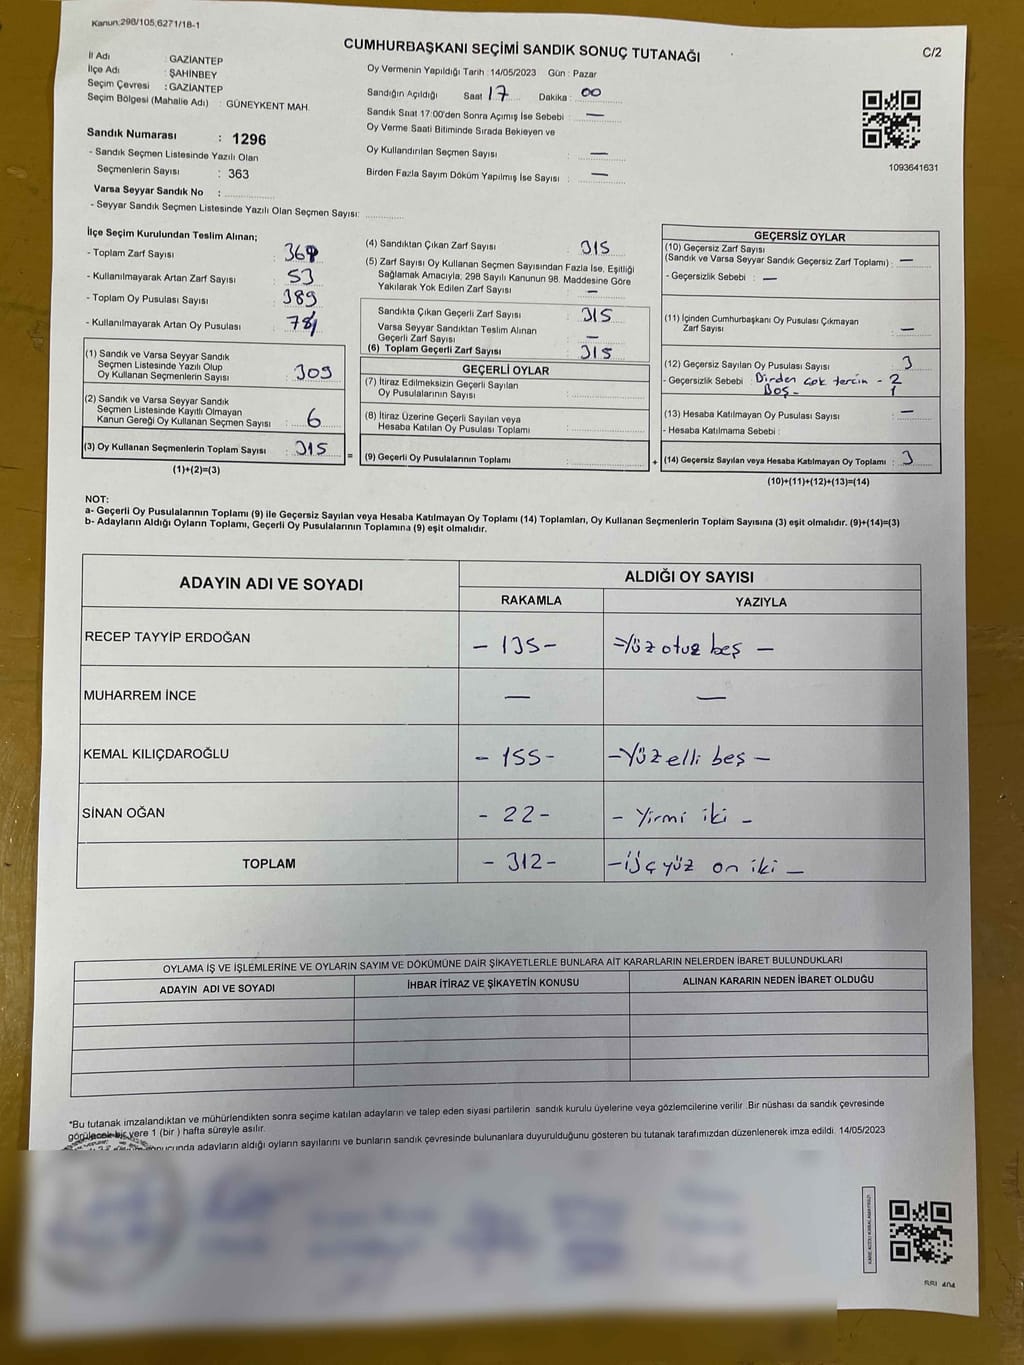 Kanun:298/105,6271/18-1
CUMHURBAŞKANI SEÇİMİ SANDIK SONUÇ TUTANAĞI
C/2
İl Adı : GAZİANTEP
İlçe Adı : ŞAHİNBEY
Seçim Çevresi : GAZİANTEP
Seçim Bölgesi (Mahalle Adı) : GÜNEYKENT MAH.
Sandık Numarası : 1296
- Sandık Seçmen Listesinde Yazılı Olan
Seçmenlerin Sayısı : 363
Varsa Seyyar Sandık No :
- Seyyar Sandık Seçmen Listesinde Yazılı Olan Seçmen Sayısı:
Oy Vermenin Yapıldığı Tarih : 14/05/2023 Gün : Pazar
Sandığın Açıldığı Saat 17 Dakika : 00
Sandık Saat 17:00'den Sonra Açımış İse Sebebi : —
Oy Verme Saati Bitiminde Sırada Bekleyen ve
Oy Kullandırılan Seçmen Sayısı : —
Birden Fazla Sayım Döküm Yapılmış İse Sayısı : —
1093641631
İlçe Seçim Kurulundan Teslim Alınan;
- Toplam Zarf Sayısı :
- Kullanılmayarak Artan Zarf Sayısı : 53
- Toplam Oy Pusulası Sayısı : 389
- Kullanılmayarak Artan Oy Pusulası :
(1) Sandık ve Varsa Seyyar Sandık
Seçmen Listesinde Yazılı Olup
Oy Kullanan Seçmenlerin Sayısı : 309
(2) Sandık ve Varsa Seyyar Sandık
Seçmen Listesinde Kayıtlı Olmayan
Kanun Gereği Oy Kullanan Seçmen Sayısı : 6
(3) Oy Kullanan Seçmenlerin Toplam Sayısı : 315
(1)+(2)=(3)
=
(4) Sandıktan Çıkan Zarf Sayısı : 315
(5) Zarf Sayısı Oy Kullanan Seçmen Sayısından Fazla İse, Eşitliği
Sağlamak Amacıyla; 298 Sayılı Kanunun 98. Maddesine Göre
Yakılarak Yok Edilen Zarf Sayısı : —
Sandıkta Çıkan Geçerli Zarf Sayısı : 315
Varsa Seyyar Sandıktan Teslim Alınan
Geçerli Zarf Sayısı : —
(6) Toplam Geçerli Zarf Sayısı : 315
GEÇERLİ OYLAR
(7) İtiraz Edilmeksizin Geçerli Sayılan
Oy Pusulalarının Sayısı :
(8) İtiraz Üzerine Geçerli Sayılan veya
Hesaba Katılan Oy Pusulası Toplamı :
(9) Geçerli Oy Pusulalarının Toplamı :
+
GEÇERSİZ OYLAR
(10) Geçersiz Zarf Sayısı
(Sandık ve Varsa Seyyar Sandık Geçersiz Zarf Toplamı) : —
- Geçersizlik Sebebi : —
(11) İçinden Cumhurbaşkanı Oy Pusulası Çıkmayan
Zarf Sayısı : —
(12) Geçersiz Sayılan Oy Pusulası Sayısı : 3
- Geçersizlik Sebebi : Birden çok tercih - 2
Boş - 1
(13) Hesaba Katılmayan Oy Pusulası Sayısı : —
- Hesaba Katılmama Sebebi :
(14) Geçersiz Sayılan veya Hesaba Katılmayan Oy Toplamı : 3
(10)+(11)+(12)+(13)=(14)
NOT:
a- Geçerli Oy Pusulalarının Toplamı (9) ile Geçersiz Sayılan veya Hesaba Katılmayan Oy Toplamı (14) Toplamları, Oy Kullanan Seçmenlerin Toplam Sayısına (3) eşit olmalıdır. (9)+(14)=(3)
b- Adayların Aldığı Oyların Toplamı, Geçerli Oy Pusulalarının Toplamına (9) eşit olmalıdır.
ADAYIN ADI VE SOYADI
ALDIĞI OY SAYISI
RAKAMLA YAZIYLA
RECEP TAYYİP ERDOĞAN - 135 - - Yüz otuz beş -
MUHARREM İNCE — —
KEMAL KILIÇDAROĞLU - 155 - - Yüz elli beş -
SİNAN OĞAN - 22 - - Yirmi iki -
TOPLAM - 312 - - Üç yüz on iki -
OYLAMA İŞ VE İŞLEMLERİNE VE OYLARIN SAYIM VE DÖKÜMÜNE DAİR ŞİKAYETLERLE BUNLARA AİT KARARLARIN NELERDEN İBARET BULUNDUKLARI
ADAYIN ADI VE SOYADI İHBAR İTİRAZ VE ŞİKAYETİN KONUSU ALINAN KARARIN NEDEN İBARET OLDUĞU
*Bu tutanak imzalandıktan ve mühürlendikten sonra seçime katılan adayların ve talep eden siyasi partilerin sandık kurulu üyelerine veya gözlemcilerine verilir. Bir nüshası da sandık çevresinde
görülecek bir yere 1 (bir ) hafta süreyle asılır.
adayların aldığı oyların sayılarını ve bunların sandık çevresinde bulunanlara duyurulduğunu gösteren bu tutanak tarafımızdan düzenlenerek imza edildi. 14/05/2023